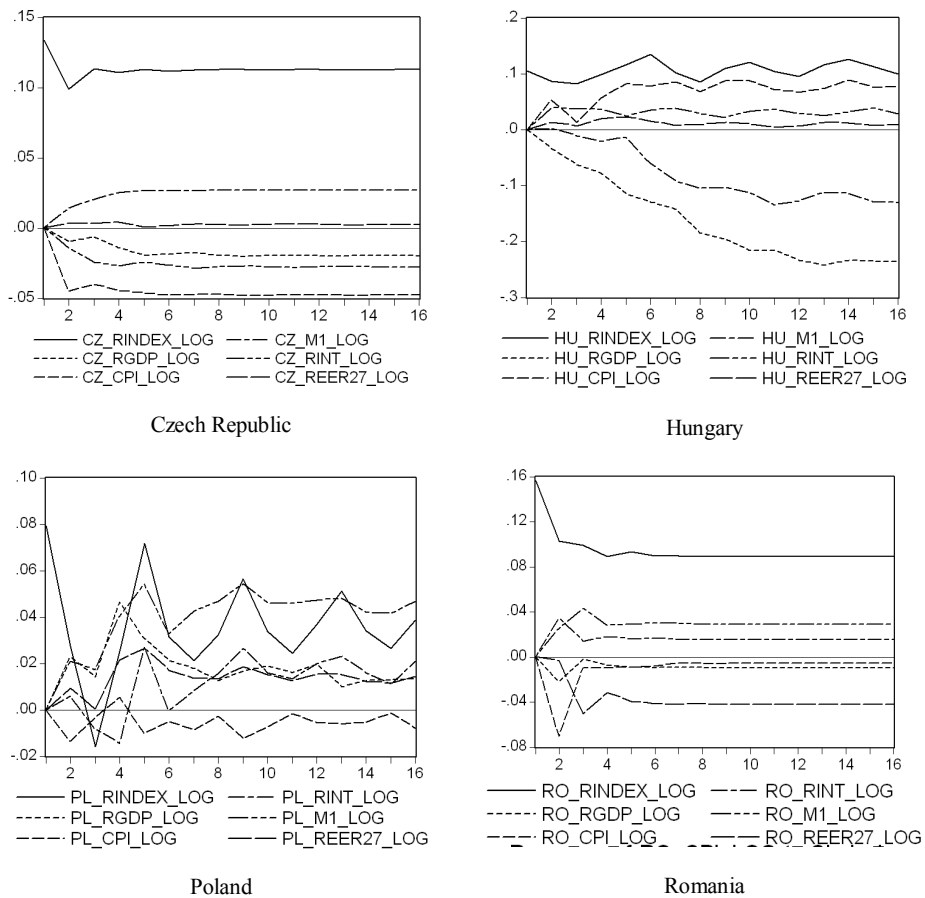 .15
.10
.05
.00
-.05
2 4 6 8 10 12 14 16
CZ_RINDEX_LOG CZ_M1_LOG
CZ_RGDP_LOG CZ_RINT_LOG
CZ_CPI_LOG CZ_REER27_LOG
Czech Republic
.2
.1
.0
-.1
-.2
-.3
2 4 6 8 10 12 14 16
HU_RINDEX_LOG HU_M1_LOG
HU_RGDP_LOG HU_RINT_LOG
HU_CPI_LOG HU_REER27_LOG
Hungary
.10
.08
.06
.04
.02
.00
-.02
2 4 6 8 10 12 14 16
PL_RINDEX_LOG PL_RINT_LOG
PL_RGDP_LOG PL_M1_LOG
PL_CPI_LOG PL_REER27_LOG
Poland
.16
.12
.08
.04
.00
-.04
-.08
2 4 6 8 10 12 14 16
RO_RINDEX_LOG RO_RINT_LOG
RO_RGDP_LOG RO_M1_LOG
RO_CPI_LOG RO_REER27_LOG
Romania